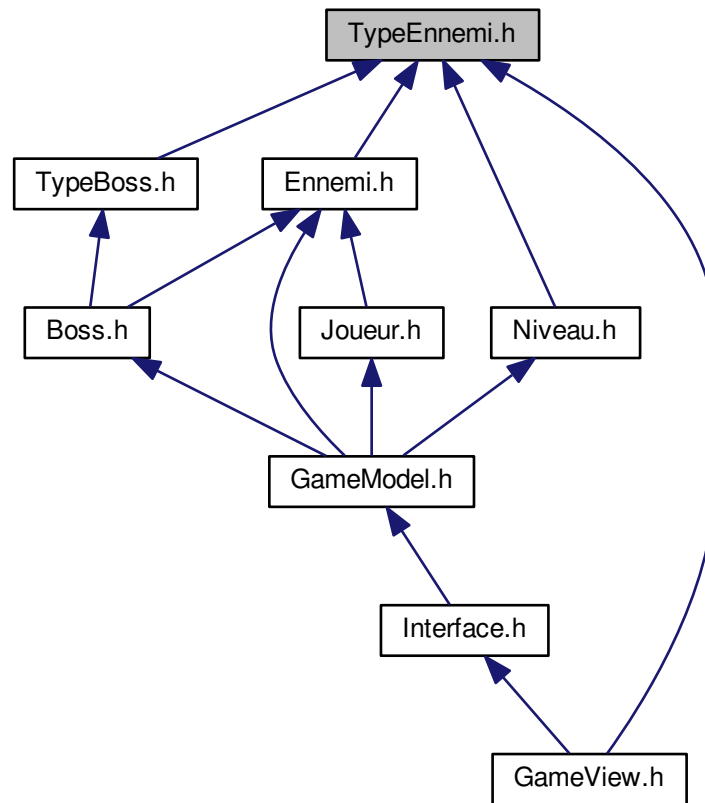 TypeEnnemi.h
TypeBoss.h
Ennemi.h
Boss.h
Joueur.h
Niveau.h
GameModel.h
Interface.h
GameView.h